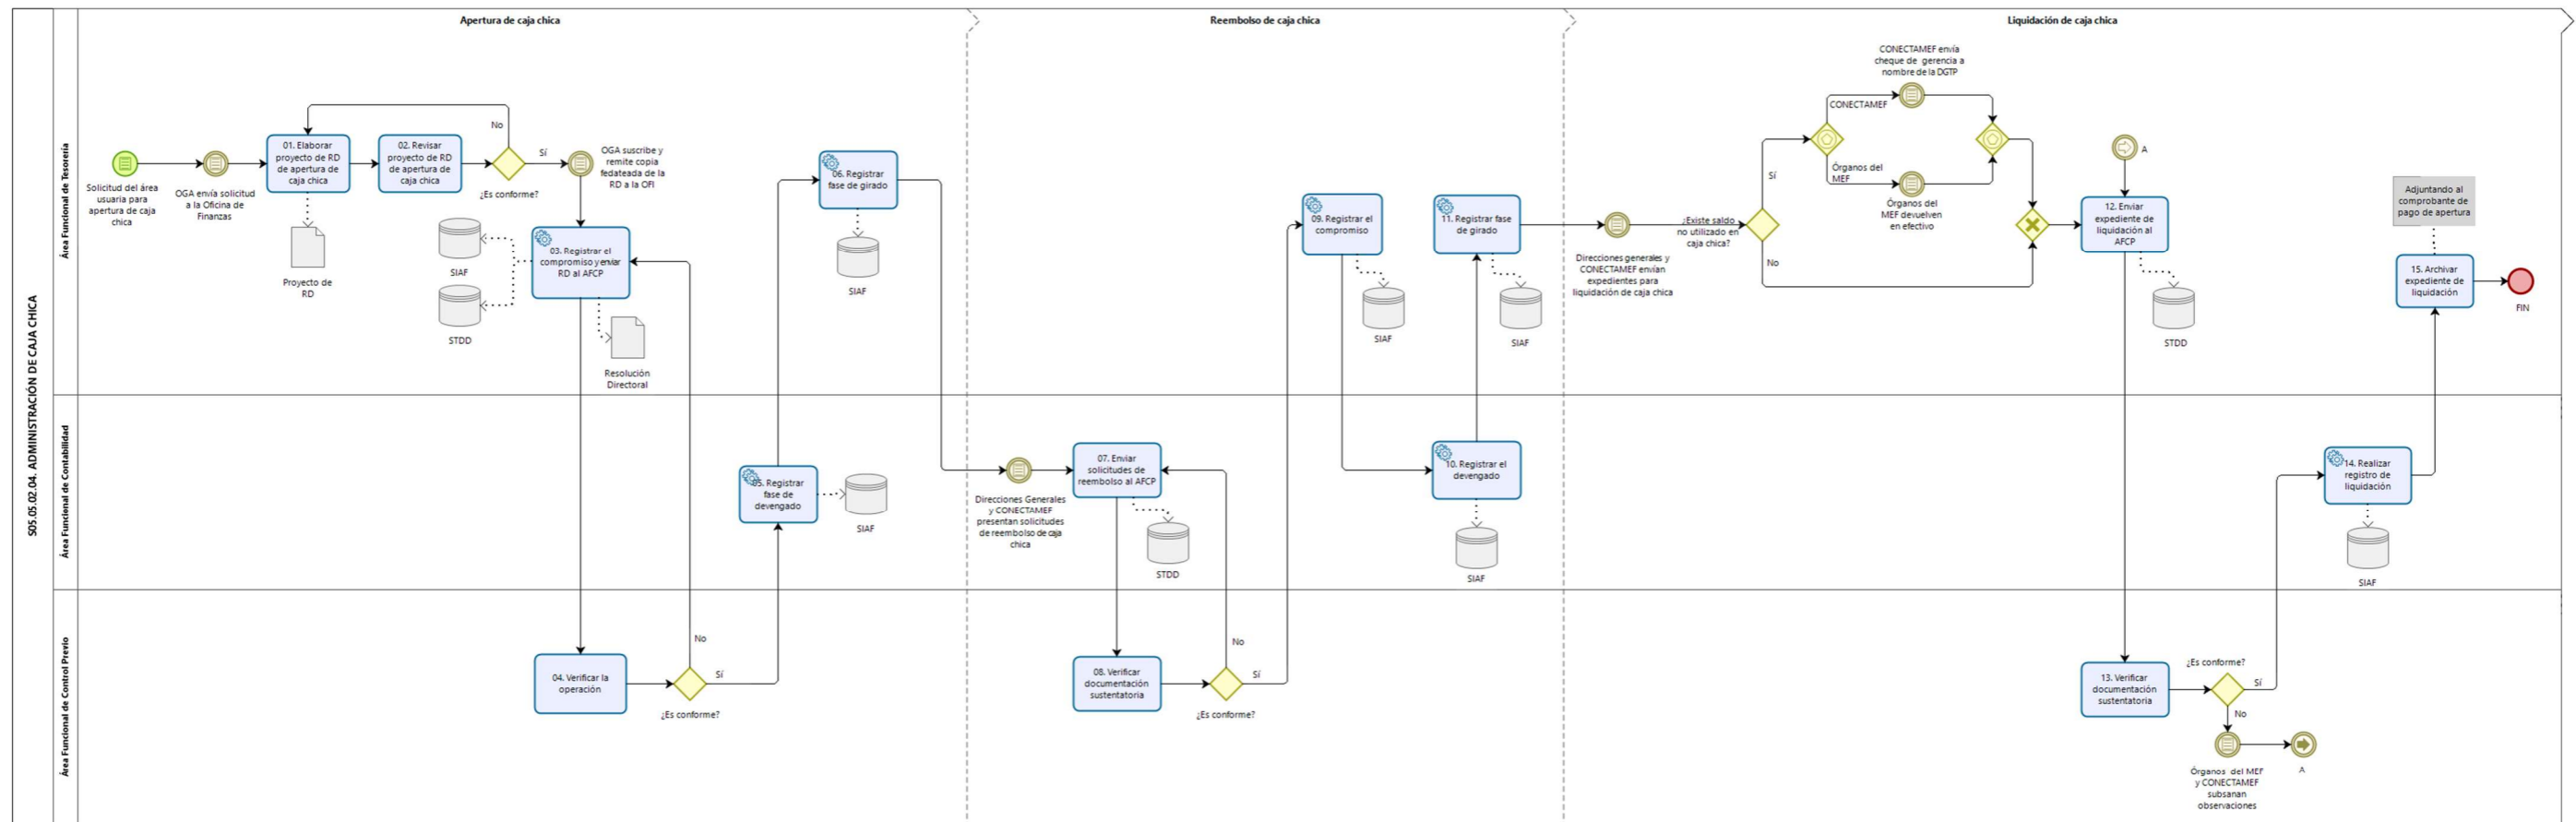 Apertura de caja chica
Reembolso de caja chica
Liquidación de caja chica
S05.05.02.04. ADMINISTRACIÓN DE CAJA CHICA
Área Funcional de Tesorería
Solicitud del área
usuaria para
apertura de caja
chica
OGA envía solicitud
a la Oficina de
Finanzas
01. Elaborar
proyecto de RD
de apertura de
caja chica
Proyecto de
RD
02. Revisar
proyecto de RD
de apertura de
caja chica
No
Sí
¿Es conforme?
OGA suscribe y
remite copia
fedateada de la
RD a la OFI
SIAF
STDD
03. Registrar el
compromiso y enviar
RD al AFCP
Resolución
Directoral
06. Registrar
fase de girado
SIAF
09. Registrar el
compromiso
SIAF
11. Registrar fase
de girado
SIAF
Direcciones generales y
CONECTAMEF envían
expedientes para
liquidación de caja chica
¿Existe saldo
no utilizado en
caja chica?
Sí
No
CONECTAMEF envía
cheque de gerencia a
nombre de la DGTP
CONECTAMEF
Órganos del
MEF
Órganos del
MEF devuelven
en efectivo
A
12. Enviar
expediente de
liquidación al
AFCP
STDD
Adjuntando al
comprobante de
pago de apertura
15. Archivar
expediente de
liquidación
FIN
Área Funcional de Contabilidad
05. Registrar
fase de
devengado
SIAF
Direcciones Generales
y CONECTAMEF
presentan solicitudes
de reembolso de caja
chica
07. Enviar
solicitudes de
reembolso al AFCP
STDD
10. Registrar el
devengado
SIAF
14. Realizar
registro de
liquidación
SIAF
Área Funcional de Control Previo
04. Verificar la
operación
No
Sí
¿Es conforme?
08. Verificar
documentación
sustentatoria
No
Sí
¿Es conforme?
13. Verificar
documentación
sustentatoria
¿Es conforme?
Sí
No
Órganos del MEF
y CONECTAMEF
subsanan
observaciones
A